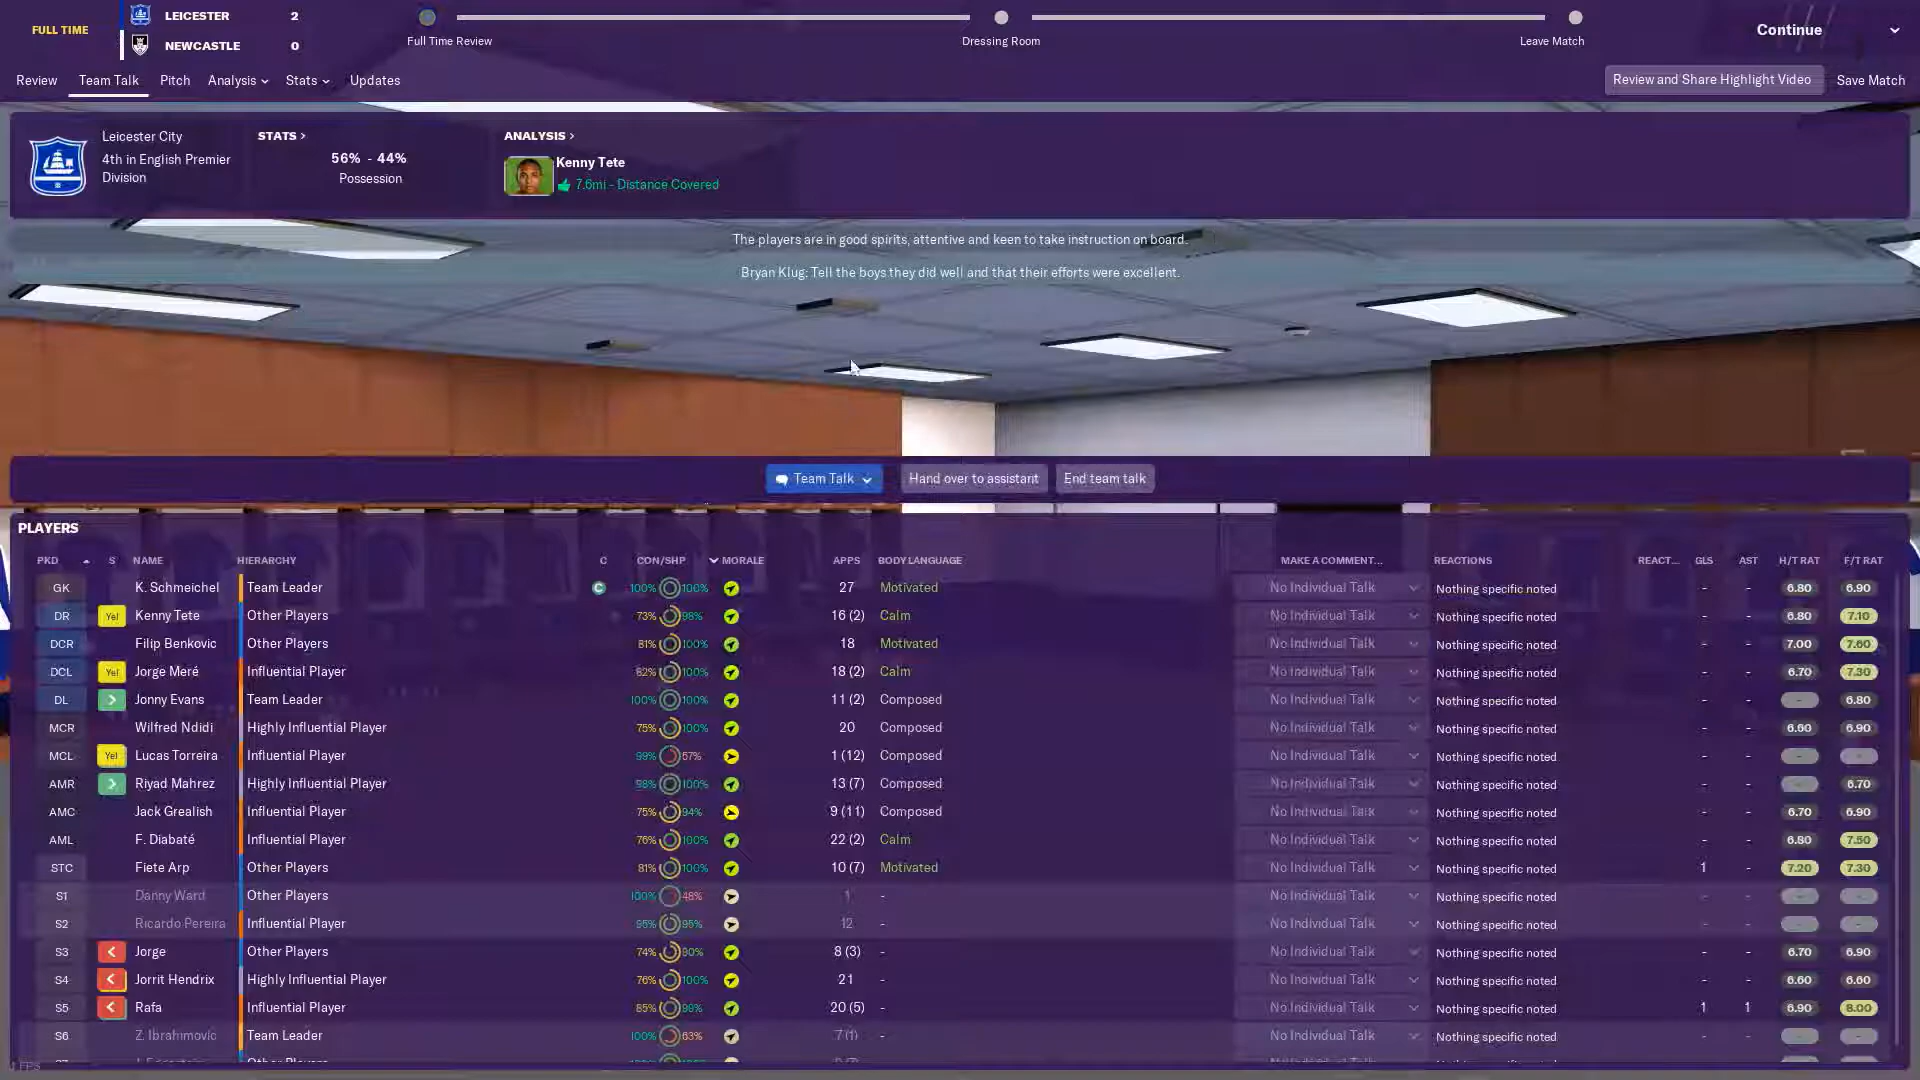 FULL TIME
LEICESTER 2
NEWCASTLE 0
Full Time Review
Dressing Room
Leave Match
Continue
Review Team Talk Pitch Analysis Stats Updates
Review and Share Highlight Video Save Match
Leicester City
4th in English Premier
Division
STATS >
56% - 44%
Possession
ANALYSIS >
Kenny Tete
7.6mi - Distance Covered
The players are in good spirits, attentive and keen to take instruction on board.
Bryan Klug: Tell the boys they did well and that their efforts were excellent.
Team Talk Hand over to assistant End team talk
PLAYERS
PKD S NAME HIERARCHY C CON/SHP MORALE APPS BODY LANGUAGE MAKE A COMMENT... REACTIONS REACT... GLS AST H/T RAT F/T RAT
GK K. Schmeichel Team Leader C 100% 100% 27 Motivated No Individual Talk Nothing specific noted - - 6.80 6.90
DR Yel Kenny Tete Other Players 73% 98% 16 (2) Calm No Individual Talk Nothing specific noted - - 6.80 7.10
DCR Filip Benkovic Other Players 81% 100% 18 Motivated No Individual Talk Nothing specific noted - - 7.00 7.60
DCL Yel Jorge Meré Influential Player 82% 100% 18 (2) Calm No Individual Talk Nothing specific noted - - 6.70 7.30
DL Jonny Evans Team Leader 100% 100% 11 (2) Composed No Individual Talk Nothing specific noted - - - 6.80
MCR Wilfred Ndidi Highly Influential Player 75% 100% 20 Composed No Individual Talk Nothing specific noted - - 6.60 6.90
MCL Yel Lucas Torreira Influential Player 99% 57% 1 (12) Composed No Individual Talk Nothing specific noted - - - -
AMR Riyad Mahrez Highly Influential Player 98% 100% 13 (7) Composed No Individual Talk Nothing specific noted - - - 6.70
AMC Jack Grealish Influential Player 75% 94% 9 (11) Composed No Individual Talk Nothing specific noted - - 6.70 6.90
AML F. Diabaté Influential Player 76% 100% 22 (2) Calm No Individual Talk Nothing specific noted - - 6.80 7.50
STC Fiete Arp Other Players 81% 100% 10 (7) Motivated No Individual Talk Nothing specific noted 1 - 7.20 7.30
S1 Danny Ward Other Players 100% 48% 1 - No Individual Talk Nothing specific noted - - - -
S2 Ricardo Pereira Influential Player 95% 95% 12 - No Individual Talk Nothing specific noted - - - -
S3 Jorge Other Players 74% 90% 8 (3) - No Individual Talk Nothing specific noted - - 6.70 6.90
S4 Jorrit Hendrix Highly Influential Player 76% 100% 21 - No Individual Talk Nothing specific noted - - 6.60 6.60
S5 Rafa Influential Player 85% 99% 20 (5) - No Individual Talk Nothing specific noted 1 1 6.90 8.00
S6 Z. Ibrahimovic Team Leader 100% 63% 7 (1) - No Individual Talk Nothing specific noted - - - -